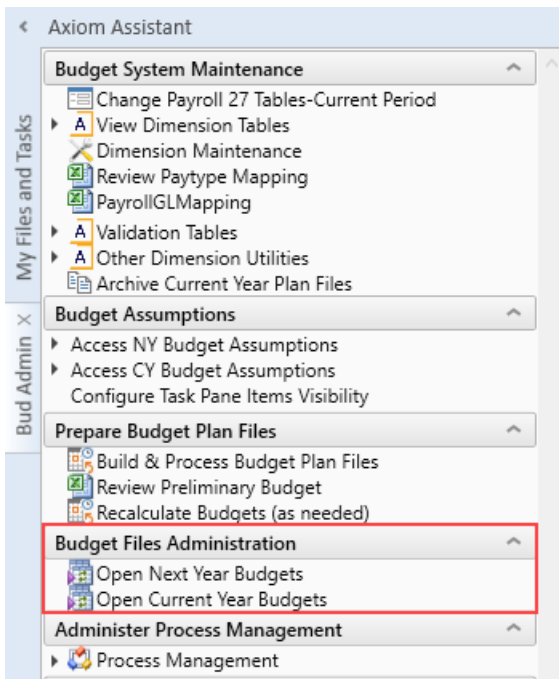 Axiom Assistant
My Files and Tasks
Bud Admin
Budget System Maintenance
Change Payroll 27 Tables-Current Period
View Dimension Tables
Dimension Maintenance
Review Paytype Mapping
PayrollGLMapping
Validation Tables
Other Dimension Utilities
Archive Current Year Plan Files
Budget Assumptions
Access NY Budget Assumptions
Access CY Budget Assumptions
Configure Task Pane Items Visibility
Prepare Budget Plan Files
Build & Process Budget Plan Files
Review Preliminary Budget
Recalculate Budgets (as needed)
Budget Files Administration
Open Next Year Budgets
Open Current Year Budgets
Administer Process Management
Process Management